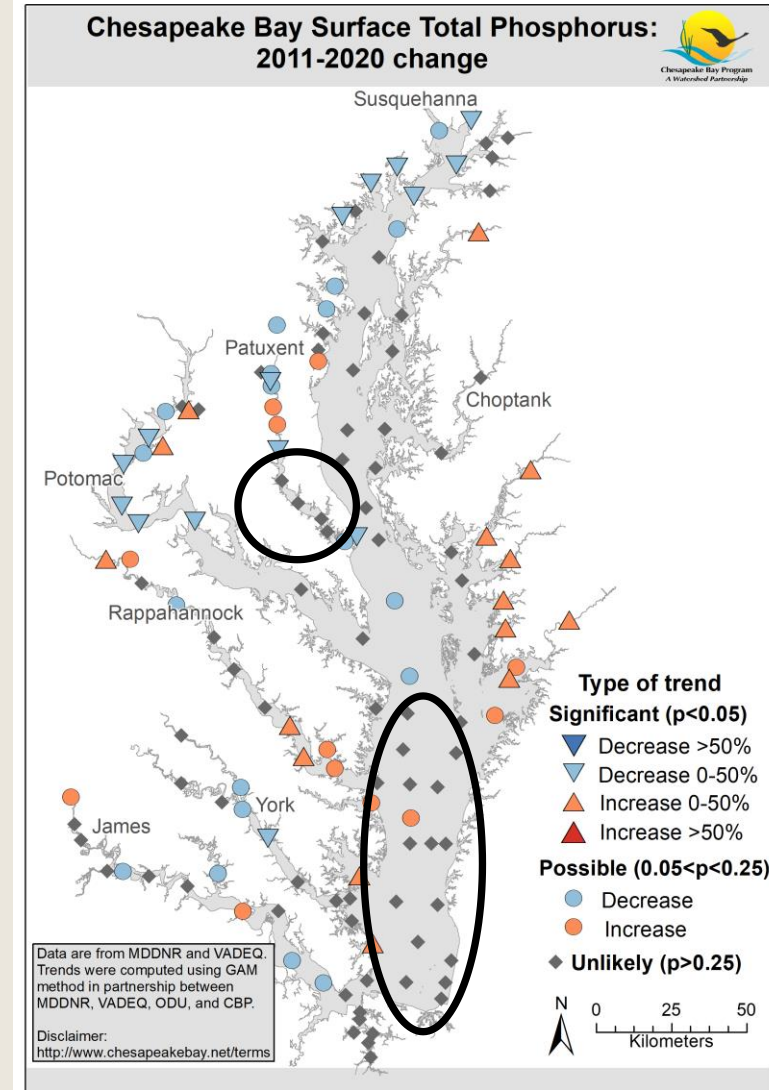 Chesapeake Bay Surface Total Phosphorus:
2011-2020 change
Chesapeake Bay Program
A Watershed Partnership
Susquehanna
Patuxent
Choptank
Potomac
Rappahannock
York
James
Type of trend
Significant (p<0.05)
Decrease >50%
Decrease 0-50%
Increase 0-50%
Increase >50%
Possible (0.05<p<0.25)
Decrease
Increase
Unlikely (p>0.25)
Data are from MDDNR and VADEQ.
Trends were computed using GAM
method in partnership between
MDDNR, VADEQ, ODU, and CBP.
Disclaimer:
http://www.chesapeakebay.net/terms
N
0 25 50
Kilometers